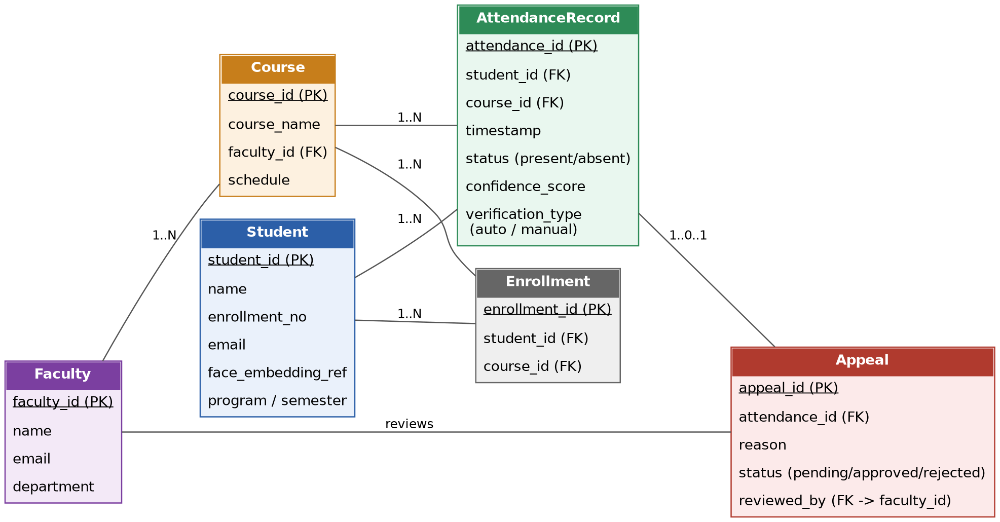 AttendanceRecord
attendance_id (PK)
student_id (FK)
course_id (FK)
timestamp
status (present/absent)
confidence_score
verification_type
(auto / manual)
Course
course_id (PK)
course_name
faculty_id (FK)
schedule
1..N
1..N
1..N
1..N
1..0..1
Student
student_id (PK)
name
enrollment_no
email
face_embedding_ref
program / semester
1..N
Enrollment
enrollment_id (PK)
student_id (FK)
course_id (FK)
Faculty
faculty_id (PK)
name
email
department
reviews
Appeal
appeal_id (PK)
attendance_id (FK)
reason
status (pending/approved/rejected)
reviewed_by (FK -> faculty_id)